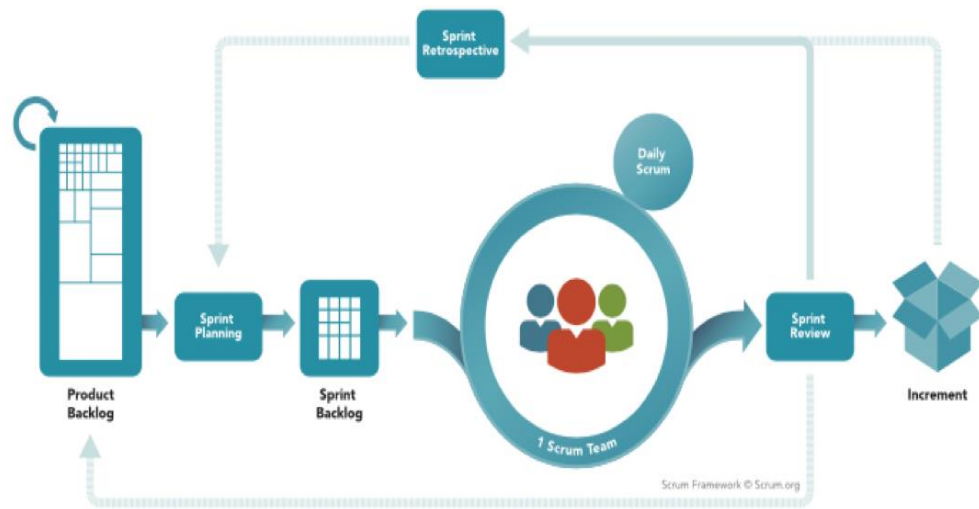 Sprint
Retrospective
Daily
Scrum
Sprint
Planning
Sprint
Review
Product
Backlog
Sprint
Backlog
Increment
1 Scrum Team
Scrum Framework © Scrum.org